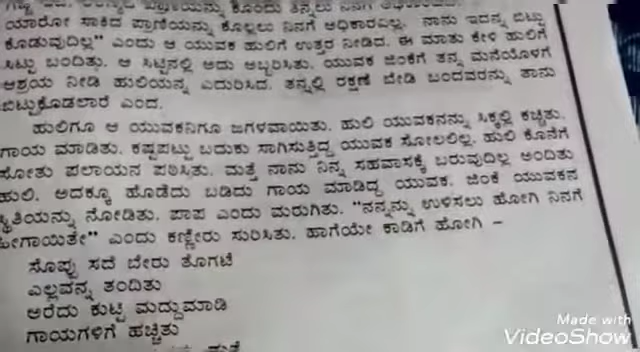 ಯಾರೋ ಸಾಕಿದ ಪ್ರಾಣಿಯನ್ನು ಕೊಲ್ಲಲು ನಿನಗೆ ಅಧಿಕಾರವಿಲ್ಲ. ನಾನು ಇದನ್ನು ಬಿಟ್ಟು
ಕೊಡುವುದಿಲ್ಲ" ಎಂದು ಆ ಯುವಕ ಹುಲಿಗೆ ಉತ್ತರ ನೀಡಿದ. ಈ ಮಾತು ಕೇಳಿ ಹುಲಿಗೆ
ಸಿಟ್ಟು ಬಂದಿತು. ಆ ಸಿಟ್ಟಿನಲ್ಲಿ ಅದು ಅಬ್ಬರಿಸಿತು. ಯುವಕ ಜಿಂಕೆಗೆ ತನ್ನ ಮನೆಯೊಳಗೆ
ಆಶ್ರಯ ನೀಡಿ ಹುಲಿಯನ್ನು ಎದುರಿಸಿದ. ತನ್ನಲ್ಲಿ ರಕ್ಷಣೆ ಬೇಡಿ ಬಂದವರನ್ನು ತಾನು
ಬಿಟ್ಟುಕೊಡಲಾರೆ ಎಂದ.
ಹುಲಿಗೂ ಆ ಯುವಕನಿಗೂ ಜಗಳವಾಯಿತು. ಹುಲಿ ಯುವಕನನ್ನು ಸಿಕ್ಕಲ್ಲಿ ಕಚ್ಚಿತು.
ಗಾಯ ಮಾಡಿತು. ಕಷ್ಟಪಟ್ಟು ಬದುಕು ಸಾಗಿಸುತ್ತಿದ್ದ ಯುವಕ ಸೋಲಲಿಲ್ಲ. ಹುಲಿ ಕೊನೆಗೆ
ಸೋತು ಪಲಾಯನ ಪಠಿಸಿತು. ಮತ್ತೆ ನಾನು ನಿನ್ನ ಸಹವಾಸಕ್ಕೆ ಬರುವುದಿಲ್ಲ ಅಂದಿತು
ಹುಲಿ. ಅದಕ್ಕೂ ಹೊಡೆದು ಬಡಿದು ಗಾಯ ಮಾಡಿದ್ದ ಯುವಕ. ಜಿಂಕೆ ಯುವಕನ
ಸ್ಥಿತಿಯನ್ನು ನೋಡಿತು. ಪಾಪ ಎಂದು ಮರುಗಿತು. "ನನ್ನನ್ನು ಉಳಿಸಲು ಹೋಗಿ ನಿನಗೆ
ಹೀಗಾಯಿತೇ" ಎಂದು ಕಣ್ಣೀರು ಸುರಿಸಿತು. ಹಾಗೆಯೇ ಕಾಡಿಗೆ ಹೋಗಿ –
ಸೊಪ್ಪು ಸದೆ ಬೇರು ತೊಗಟೆ
ಎಲ್ಲವನ್ನ ತಂದಿತು
ಅರೆದು ಕುಟ್ಟಿ ಮದ್ದುಮಾಡಿ
ಗಾಯಗಳಿಗೆ ಹಚ್ಚಿತು
Made with
VideoShow